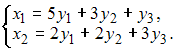 x₁ = 5y₁ + 3y₂ + y₃,
x₂ = 2y₁ + 2y₂ + 3y₃.